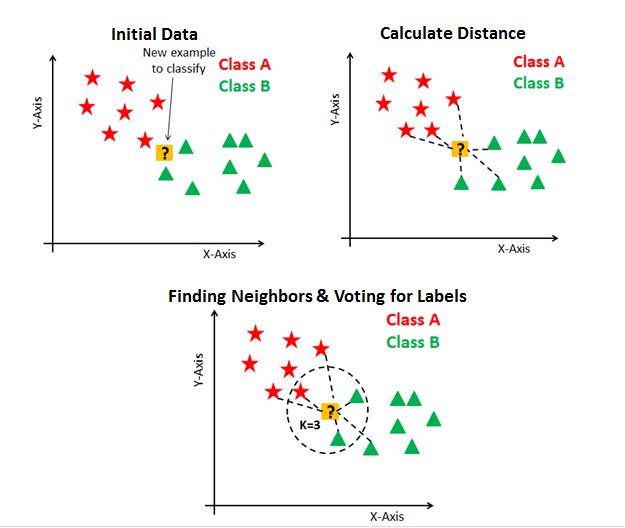 Initial Data
New example
to classify
Class A
Class B
Y-Axis
?
X-Axis
Calculate Distance
Class A
Class B
Y-Axis
?
X-Axis
Finding Neighbors & Voting for Labels
Class A
Class B
Y-Axis
?
K=3
X-Axis